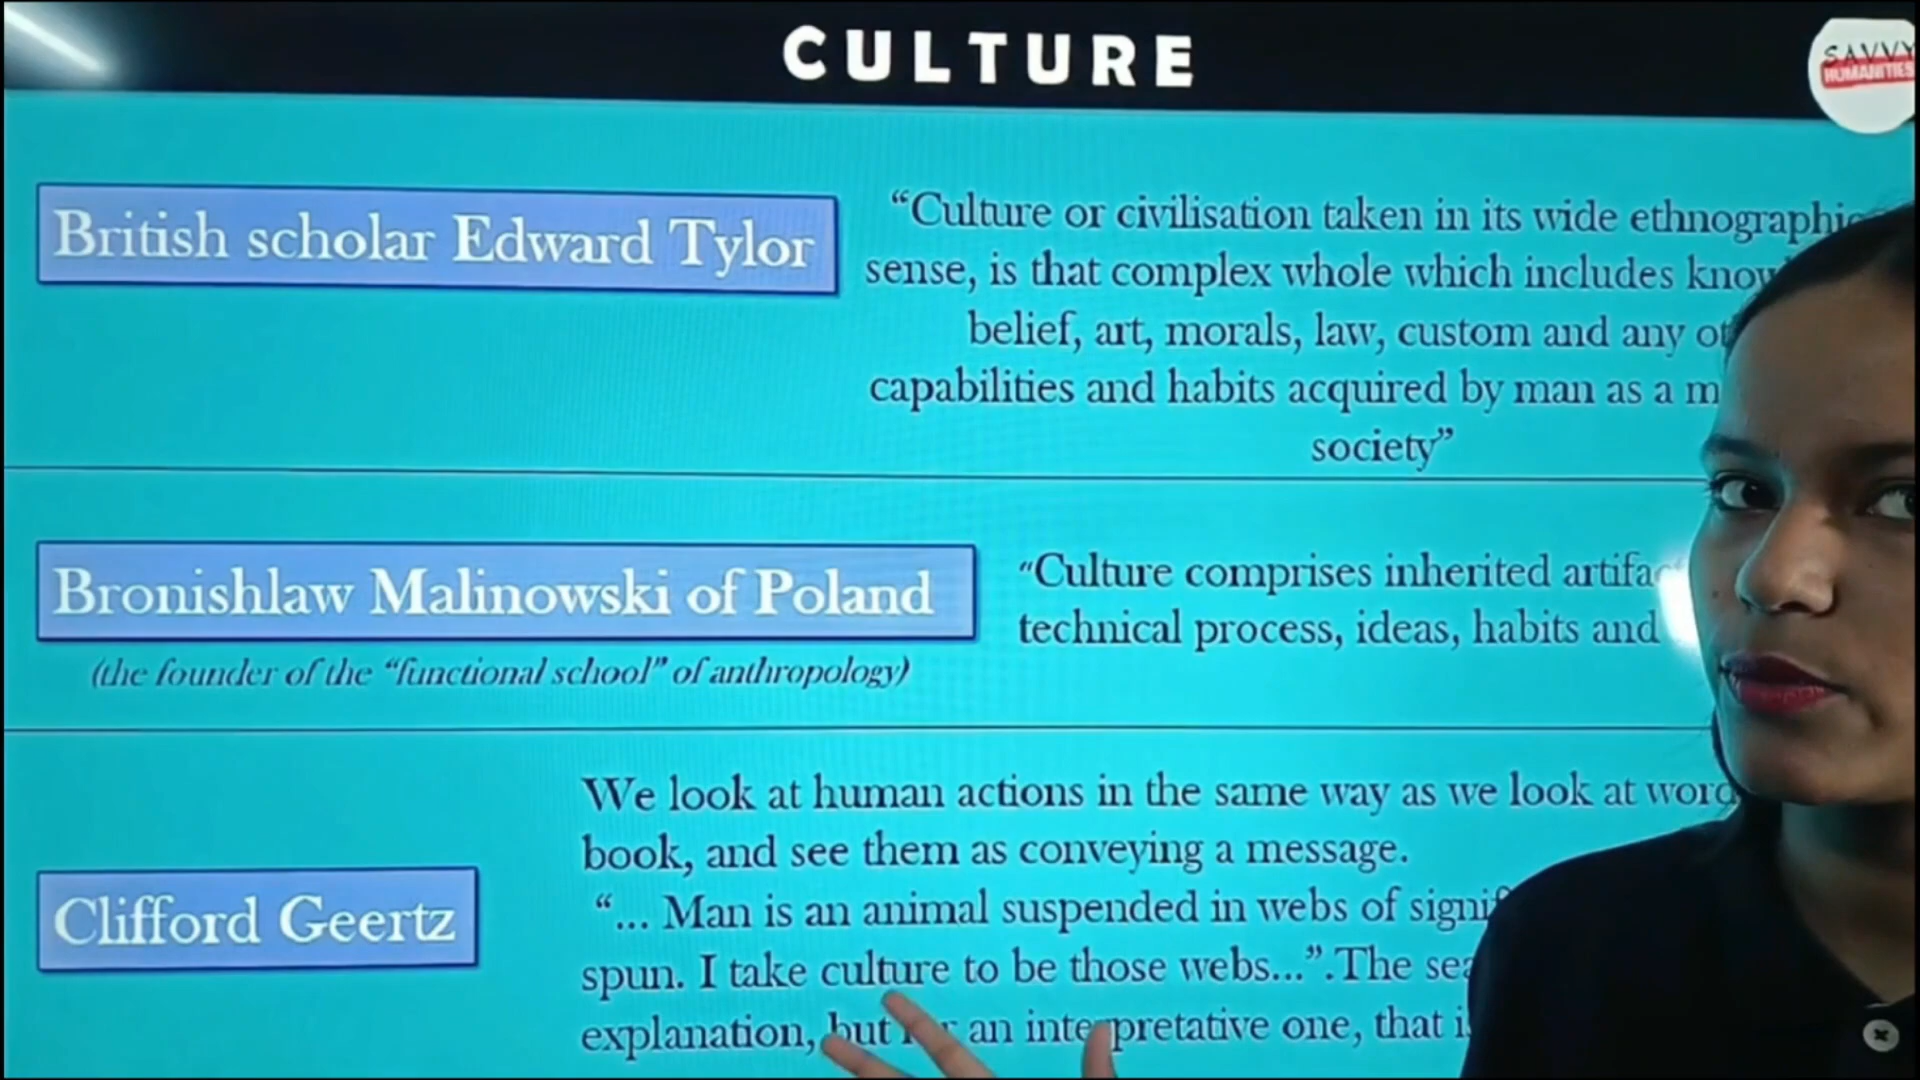 CULTURE
SAVVY
HUMANITIES
British scholar Edward Tylor
“Culture or civilisation taken in its wide ethnographic
sense, is that complex whole which includes
belief, art, morals, law, custom and any
capabilities and habits acquired by man as a
society”
Bronishlaw Malinowski of Poland
(the founder of the “functional school” of anthropology)
“Culture comprises inherited
technical process, ideas, habits and
Clifford Geertz
We look at human actions in the same way as we look at
book, and see them as conveying a message.
“... Man is an animal suspended in webs of
spun. I take culture to be those webs...”.The
explanation, but an interpretative one, that